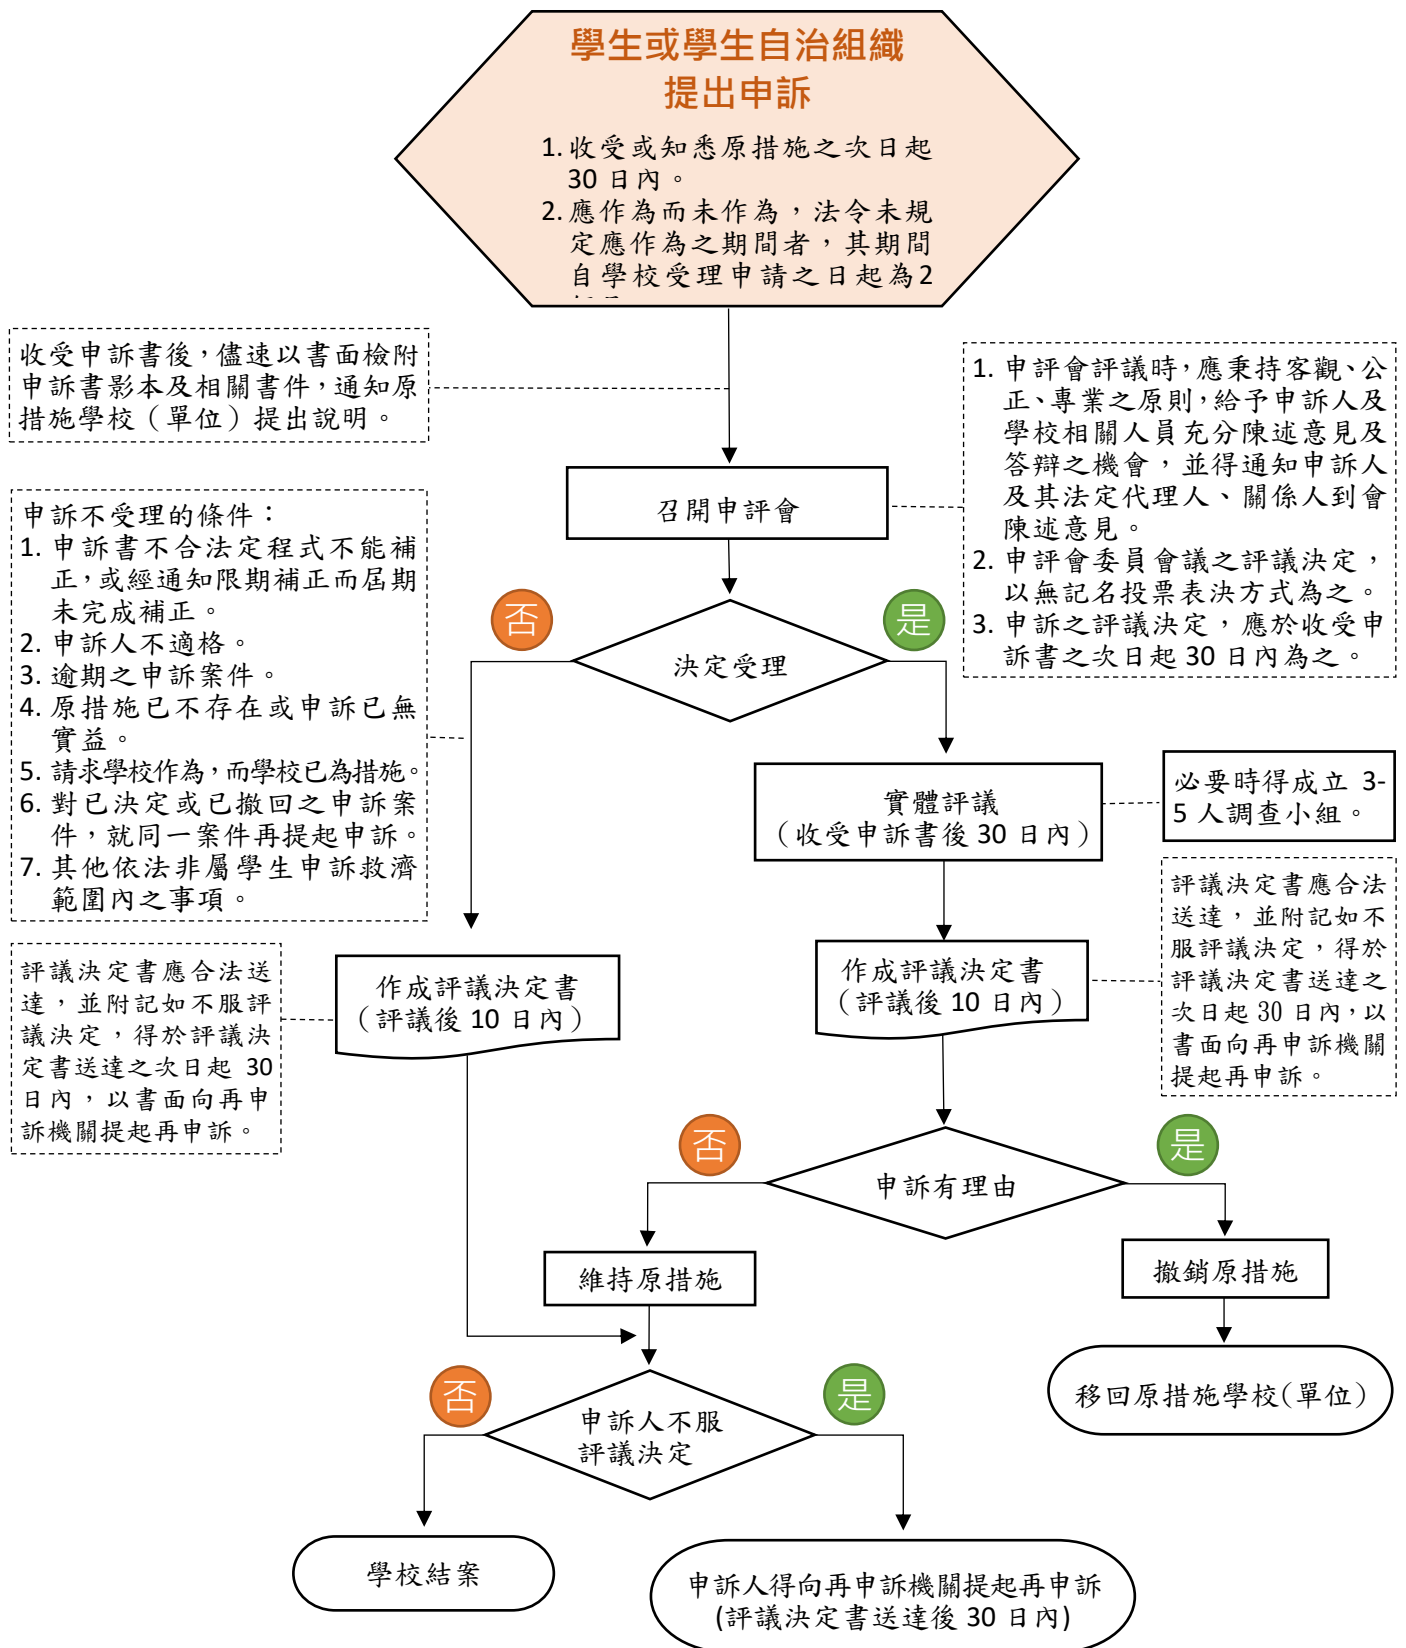 學生或學生自治組織
提出申訴
1. 收受或知悉原措施之次日起
30 日內。
2. 應作為而未作為，法令未規
定應作為之期間者，其期間
自學校受理申請之日起為2
收受申訴書後，儘速以書面檢附
申訴書影本及相關書件，通知原
措施學校（單位）提出說明。
1. 申評會評議時，應秉持客觀、公
正、專業之原則，給予申訴人及
學校相關人員充分陳述意見及
答辯之機會，並得通知申訴人
及其法定代理人、關係人到會
陳述意見。
2. 申評會委員會議之評議決定，
以無記名投票表決方式為之。
3. 申訴之評議決定，應於收受申
訴書之次日起 30 日內為之。
召開申評會
申訴不受理的條件：
1. 申訴書不合法定程式不能補
正，或經通知限期補正而屆期
未完成補正。
2. 申訴人不適格。
3. 逾期之申訴案件。
4. 原措施已不存在或申訴已無
實益。
5. 請求學校作為，而學校已為措施。
6. 對已決定或已撤回之申訴案
件，就同一案件再提起申訴。
7. 其他依法非屬學生申訴救濟
範圍內之事項。
否
是
決定受理
實體評議
（收受申訴書後 30 日內）
必要時得成立 3-
5 人調查小組。
評議決定書應合法
送達，並附記如不
服評議決定，得於
評議決定書送達之
次日起 30 日內，以
書面向再申訴機關
提起再申訴。
評議決定書應合法送
達，並附記如不服評
議決定，得於評議決
定書送達之次日起 30
日內，以書面向再申
訴機關提起再申訴。
作成評議決定書
（評議後 10 日內）
作成評議決定書
（評議後 10 日內）
否
是
申訴有理由
維持原措施
撤銷原措施
移回原措施學校(單位)
否
是
申訴人不服
評議決定
學校結案
申訴人得向再申訴機關提起再申訴
(評議決定書送達後 30 日內)